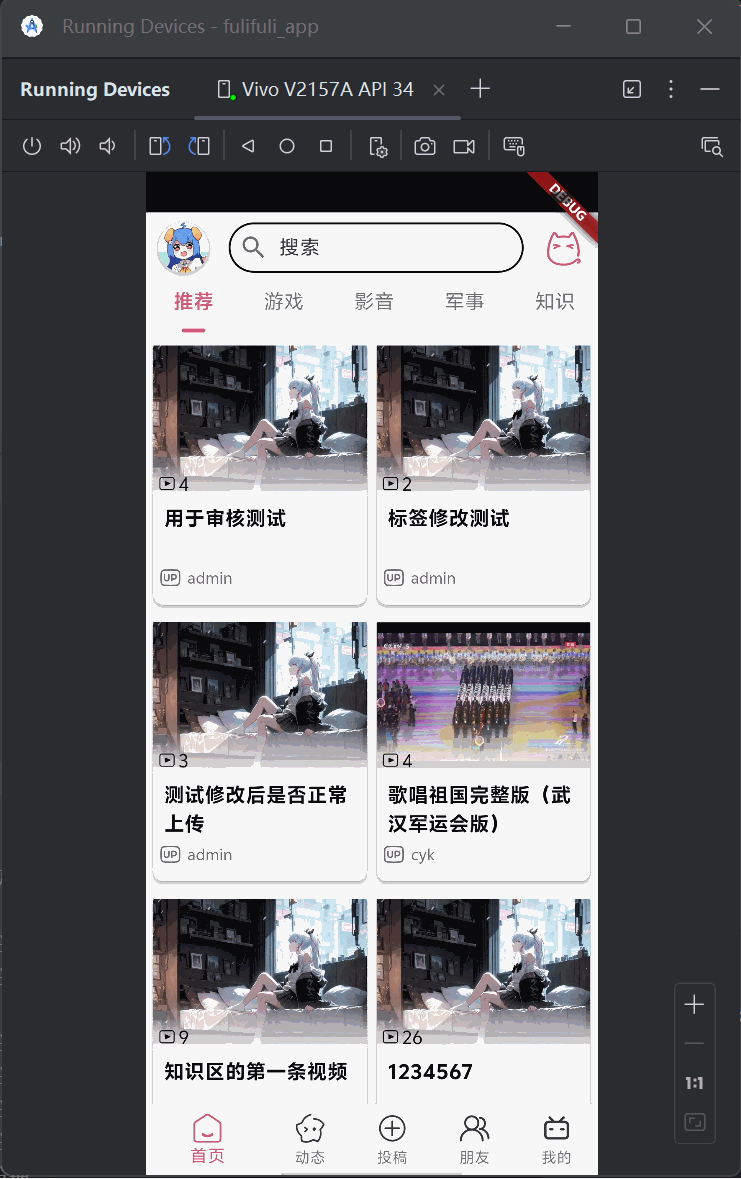 Running Devices - fulifuli_app
Running Devices
Vivo V2157A API 34
DEBUG
搜索
推荐 游戏 影音 军事 知识
4 2
用于审核测试 标签修改测试
UP admin UP admin
3 4
测试修改后是否正常 歌唱祖国完整版（武
上传 汉军运会版）
UP admin UP cyk
9 26
知识区的第一条视频 1234567
首页 动态 投稿 朋友 我的
1:1